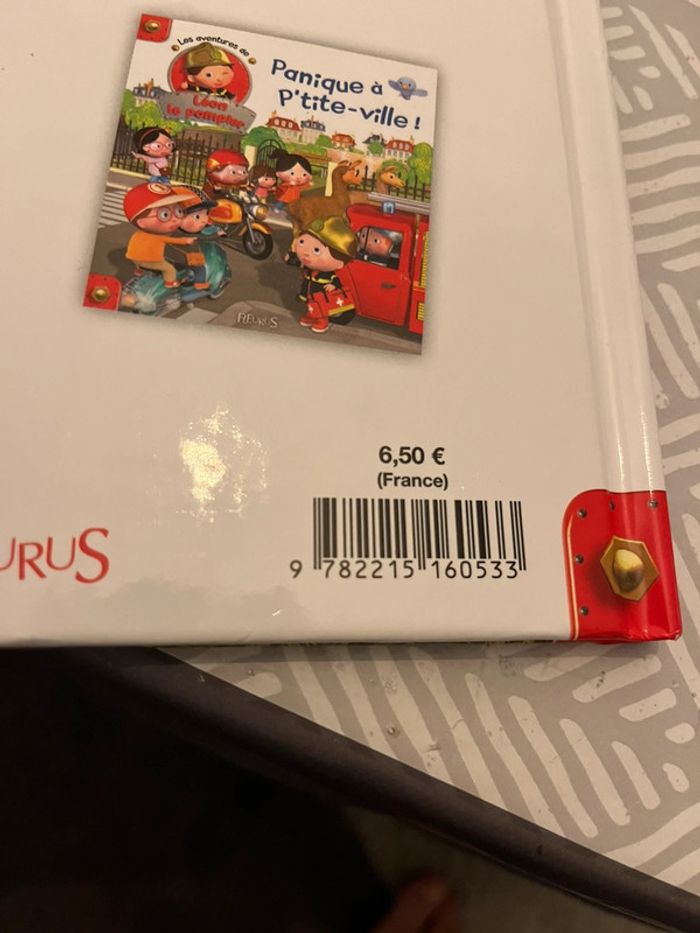 Les aventures de
Léon
le pompier
Panique à
P'tite-ville !
FLEURUS
6,50 €
(France)
9 782215 160533
URUS